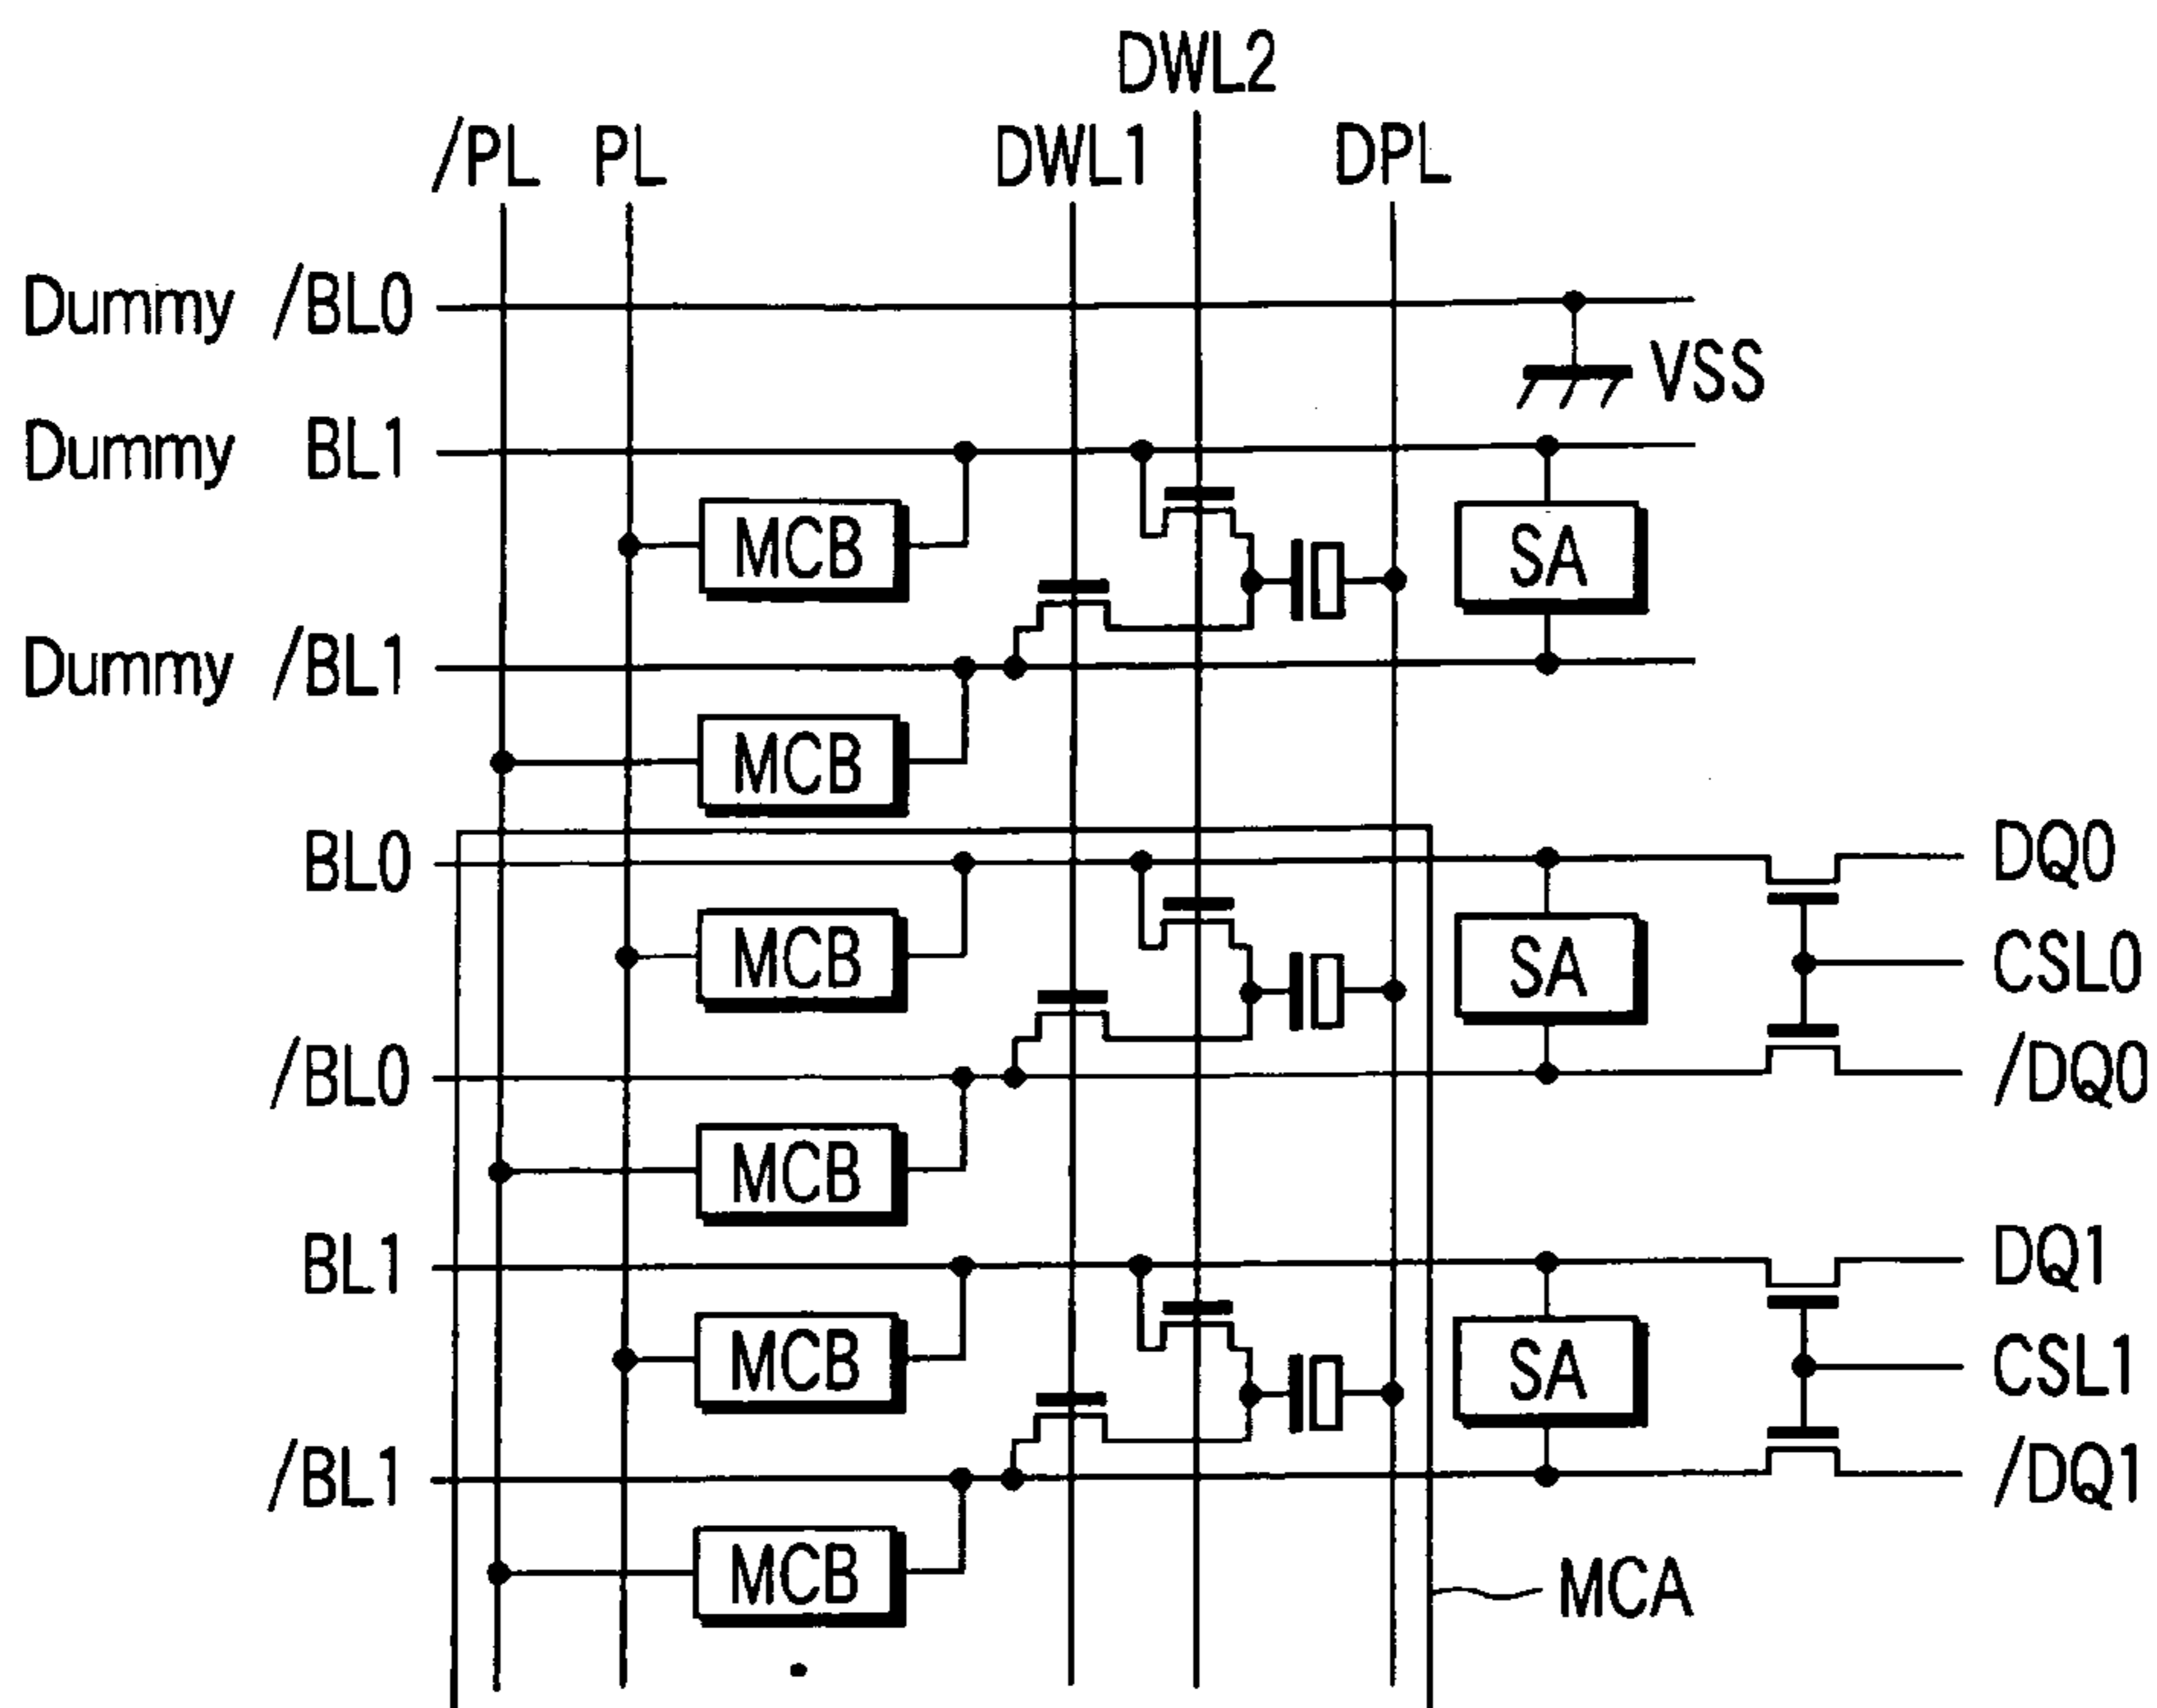 DWL2
/PL PL DWL1 DPL
Dummy /BL0
VSS
Dummy BL1
MCB SA
Dummy /BL1
MCB
BL0 DQ0
MCB SA CSL0
/BL0 /DQ0
MCB
BL1 DQ1
MCB SA CSL1
/BL1 /DQ1
MCB MCA